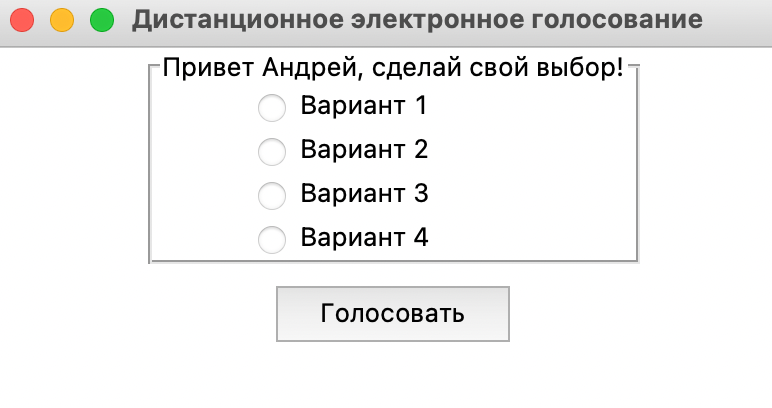 Дистанционное электронное голосование
Привет Андрей, сделай свой выбор!
Вариант 1
Вариант 2
Вариант 3
Вариант 4
Голосовать